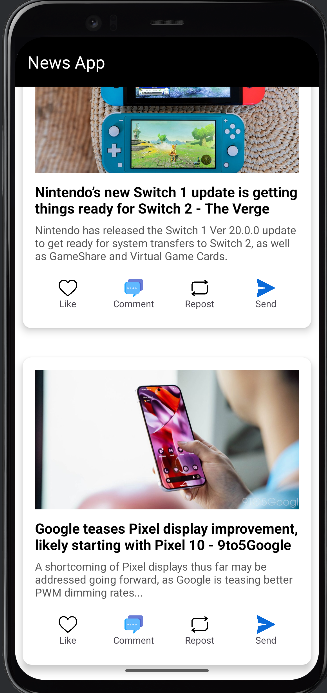 News App
Nintendo's new Switch 1 update is getting
things ready for Switch 2 - The Verge
Nintendo has released the Switch 1 Ver 20.0.0 update
to get ready for system transfers to Switch 2, as well
as GameShare and Virtual Game Cards.
Like Comment Repost Send
Google teases Pixel display improvement,
likely starting with Pixel 10 - 9to5Google
A shortcoming of Pixel displays thus far may be
addressed going forward, as Google is teasing better
PWM dimming rates...
Like Comment Repost Send